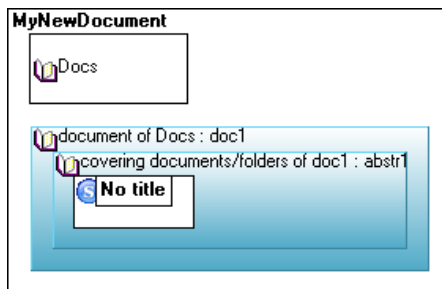 MyNewDocument
Docs
document of Docs : doc1
covering documents/folders of doc1 : abstr1
S No title